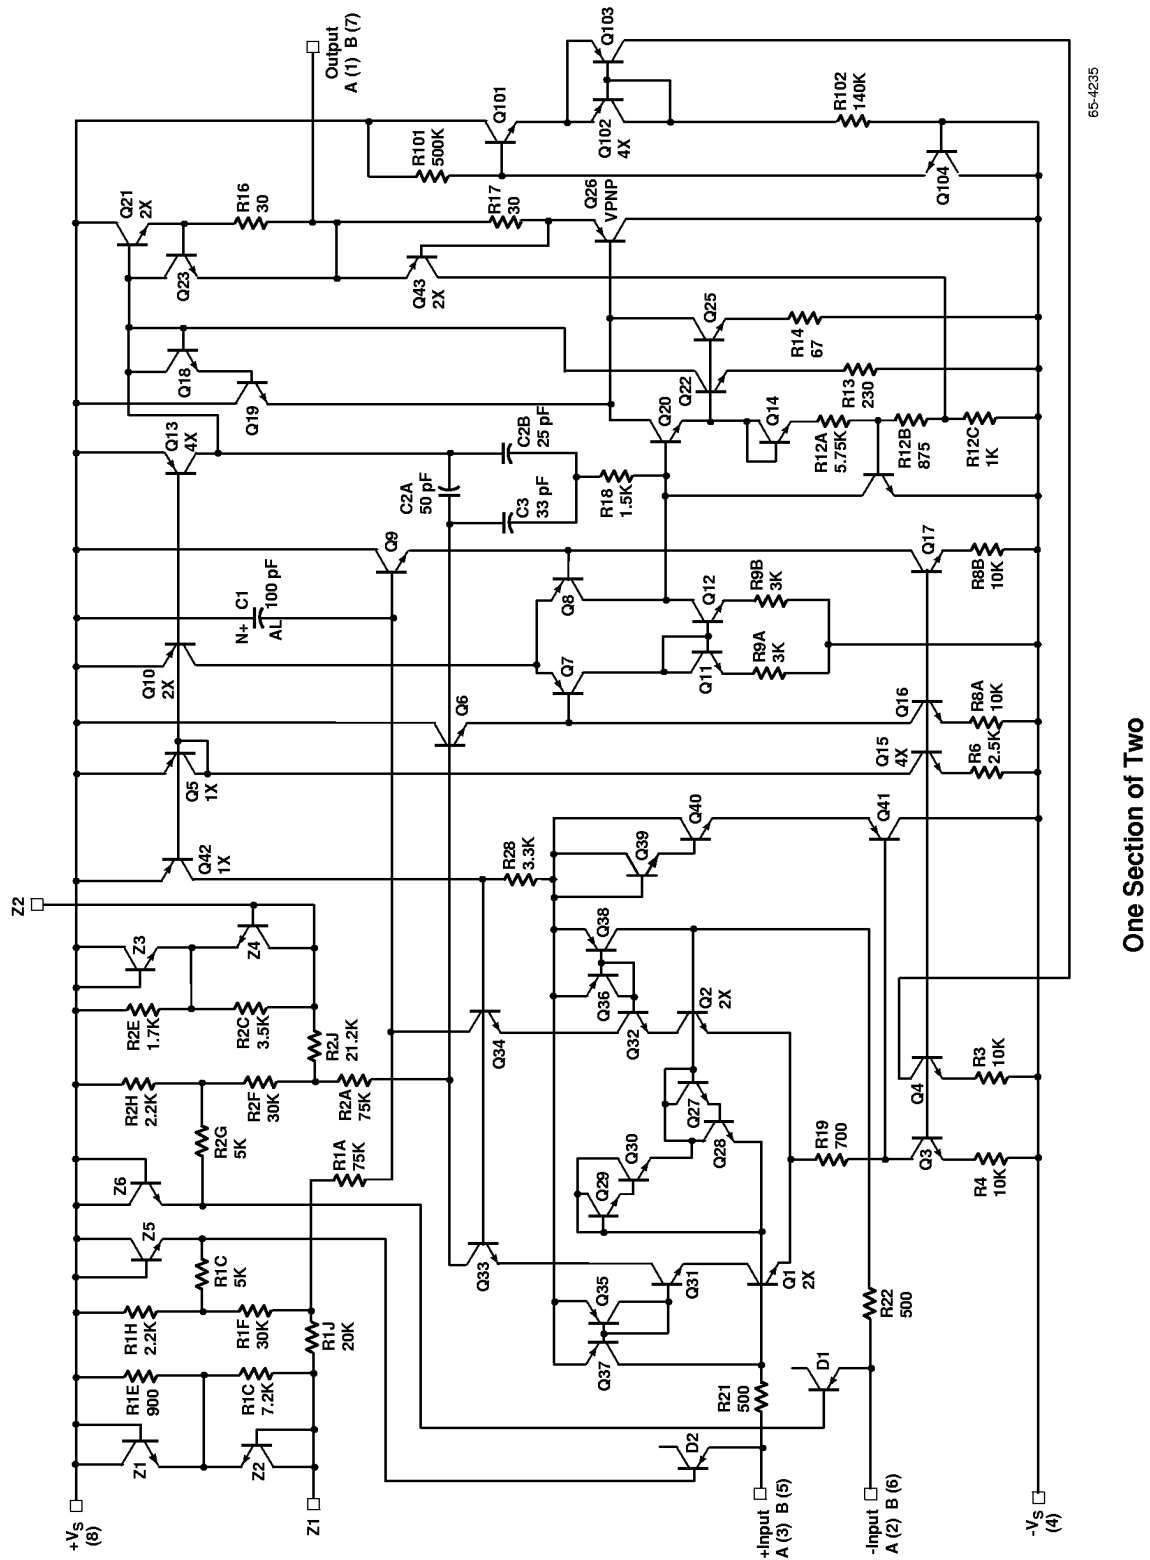 +VS
(8)
Z1
Z1
Z2
R1E
900
R1C
7.2K
R1H
2.2K
R1F
30K
R1J
20K
Z5
R1C
5K
Z6
R2G
5K
R1A
75K
R2H
2.2K
R2F
30K
R2A
75K
R2E
1.7K
R2C
3.5K
R2J
21.2K
Z3
Z4
Z2
Q42
1X
Q5
1X
Q10
2X
N+ C1
AL 100 pF
Q13
4X
Q18
Q19
Q23
Q21
2X
R16
30
Output
A (1) B (7)
Q33
Q34
R28
3.3K
Q6
Q9
C2A
50 pF
C2B
25 pF
C3
33 pF
R18
1.5K
Q43
2X
R17
30
Q26
VPNP
R101
500K
Q101
Q102
4X
Q103
Q37
Q35
Q31
Q29
Q30
Q27
Q28
Q32
Q36
Q38
Q2
2X
Q39
Q40
Q41
Q7
Q8
Q11
Q12
R9A
3K
R9B
3K
Q20
Q22
Q25
Q14
R12A
5.75K
R12B
875
R12C
1K
R13
230
R14
67
R102
140K
Q104
D2
R21
500
D1
R22
500
Q1
2X
R19
700
Q3
Q4
R4
10K
R3
10K
Q15
4X
Q16
Q17
R6
2.5K
R8A
10K
R8B
10K
+Input
A (3) B (5)
-Input
A (2) B (6)
-VS
(4)
65-4235
One Section of Two